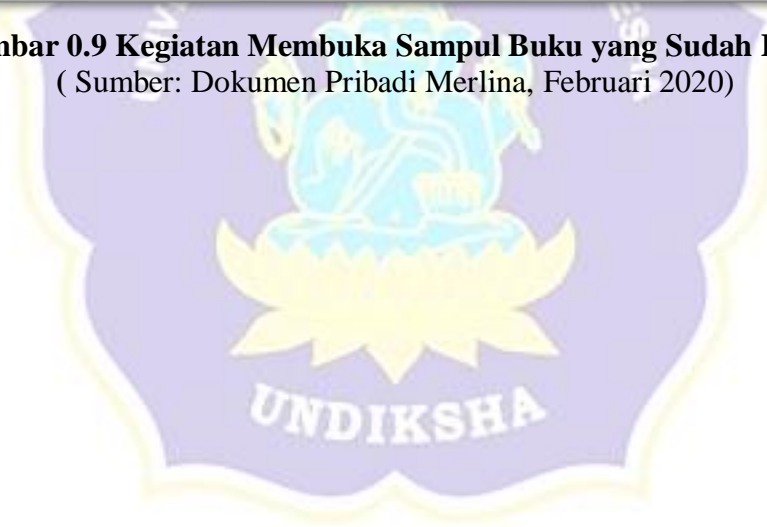 mbar 0.9 Kegiatan Membuka Sampul Buku yang Sudah
( Sumber: Dokumen Pribadi Merlina, Februari 2020)
UNDIKSHA